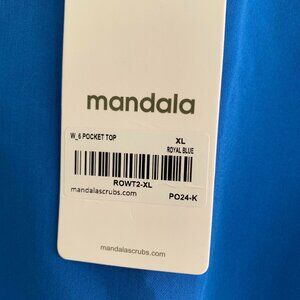 mandala
W_6 POCKET TOP XL
ROYAL BLUE
ROWT2-XL
mandalascrubs.com PO24-K
mandalascrubs.com